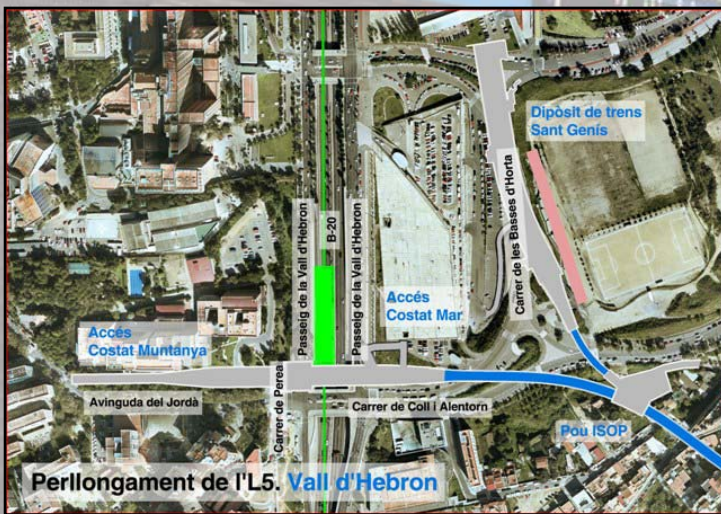 Dipòsit de trens
Sant Genís
Carrer de les Basses d'Horta
Passeig de la Vall d'Hebron
B-20
Passeig de la Vall d'Hebron
Accés
Costat Mar
Accés
Costat Muntanya
Avinguda del Jordà
Carrer de Perea
Carrer de Coll i Alentorn
Pou ISOP
Perllongament de l'L5. Vall d'Hebron